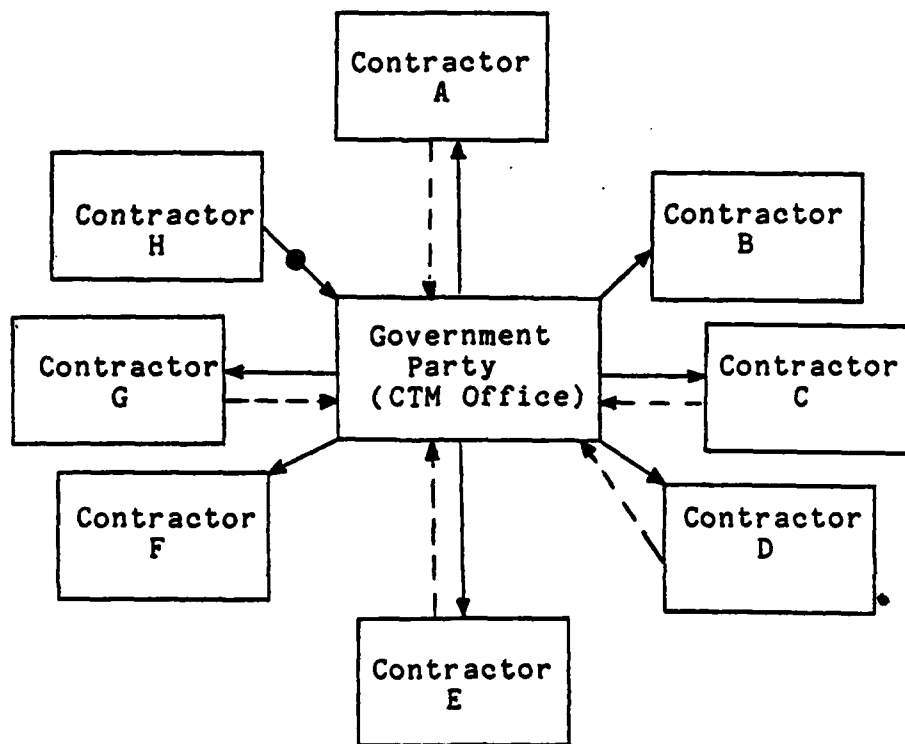 Contractor
A
Contractor
H
Contractor
B
Government
Party
(CTM Office)
Contractor
G
Contractor
C
Contractor
F
Contractor
D
Contractor
E